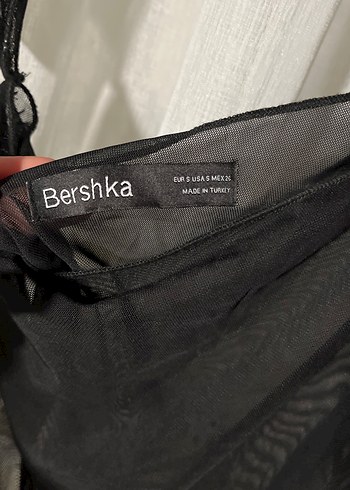 Bershka
EUR S USA S MEX 26
MADE IN TURKEY